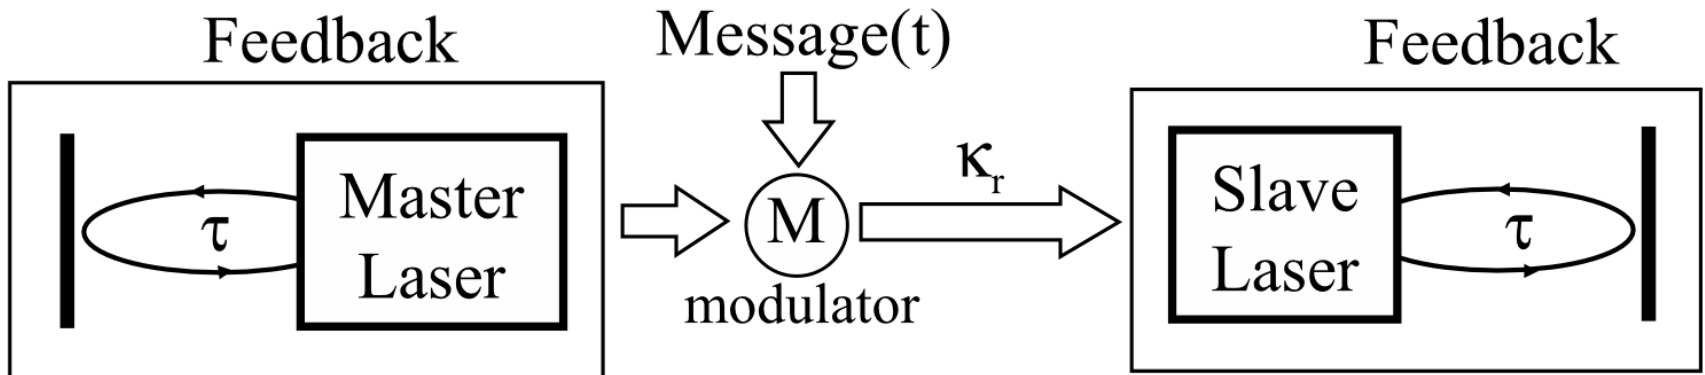 Feedback
Message(t)
Feedback
τ
Master
Laser
M
modulator
κr
Slave
Laser
τ